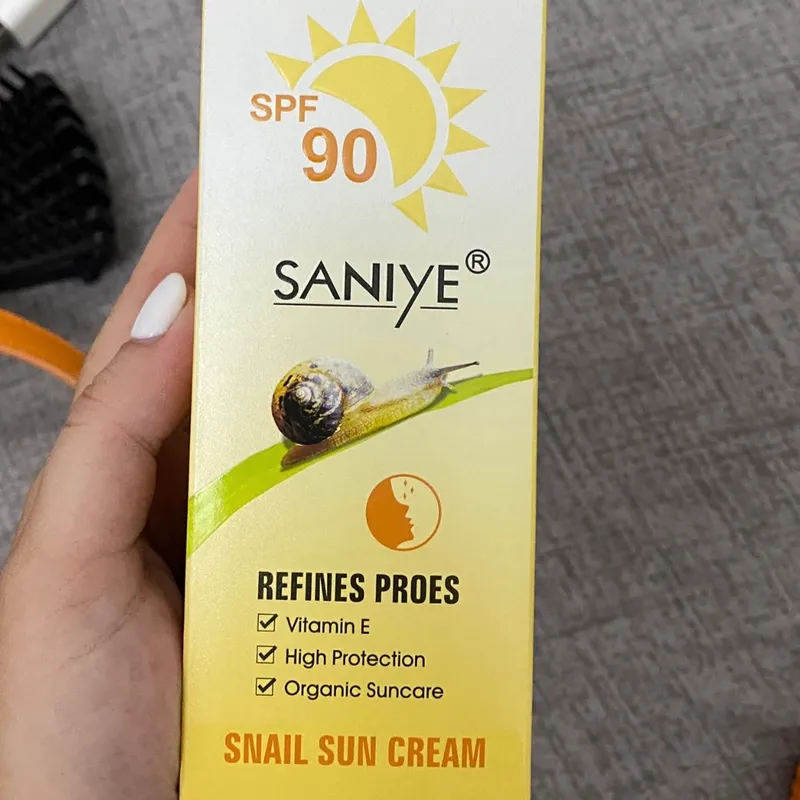 SPF
90
SANIYE®
REFINES PROES
Vitamin E
High Protection
Organic Suncare
SNAIL SUN CREAM